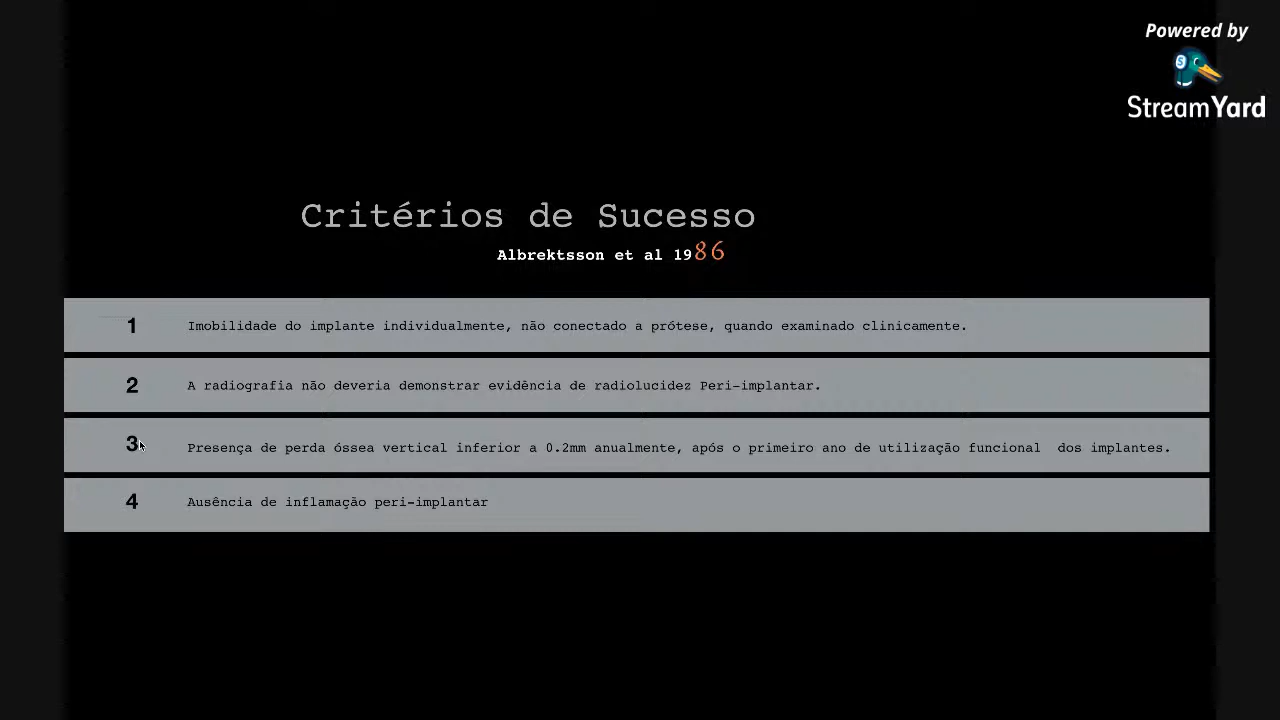 Powered by
StreamYard
Critérios de Sucesso
Albrektsson et al 1986
1 Imobilidade do implante individualmente, não conectado a prótese, quando examinado clinicamente.
2 A radiografia não deveria demonstrar evidência de radiolucidez Peri-implantar.
3 Presença de perda óssea vertical inferior a 0.2mm anualmente, após o primeiro ano de utilização funcional dos implantes.
4 Ausência de inflamação peri-implantar